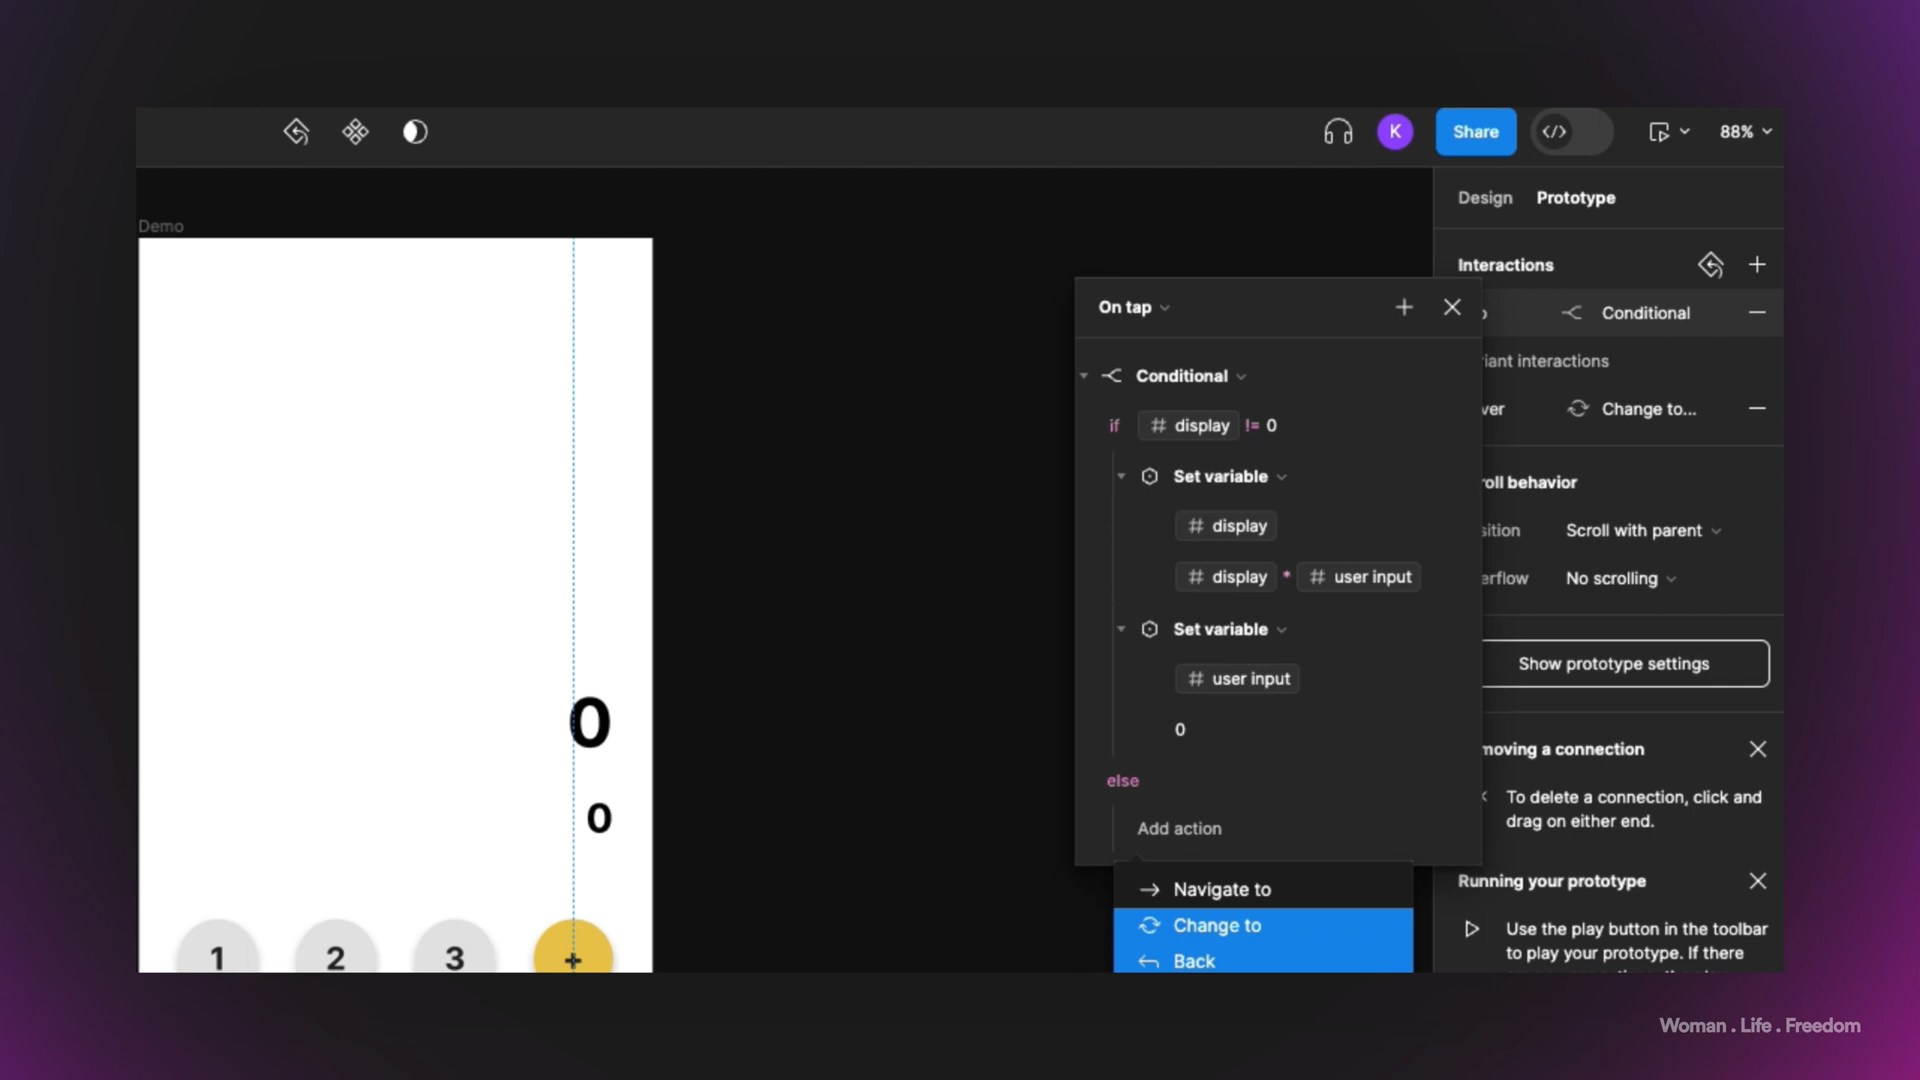 K
Share
88%
Design Prototype
Demo
Interactions
On tap
Conditional
Conditional
iant interactions
if # display != 0
ver
Change to...
Set variable
roll behavior
# display
sition
Scroll with parent
# display * # user input
erflow
No scrolling
Set variable
# user input
Show prototype settings
0
0
moving a connection
else
To delete a connection, click and
drag on either end.
0
Add action
Navigate to
Running your prototype
Change to
Use the play button in the toolbar
to play your prototype. If there
1 2 3 +
Back
Woman . Life . Freedom